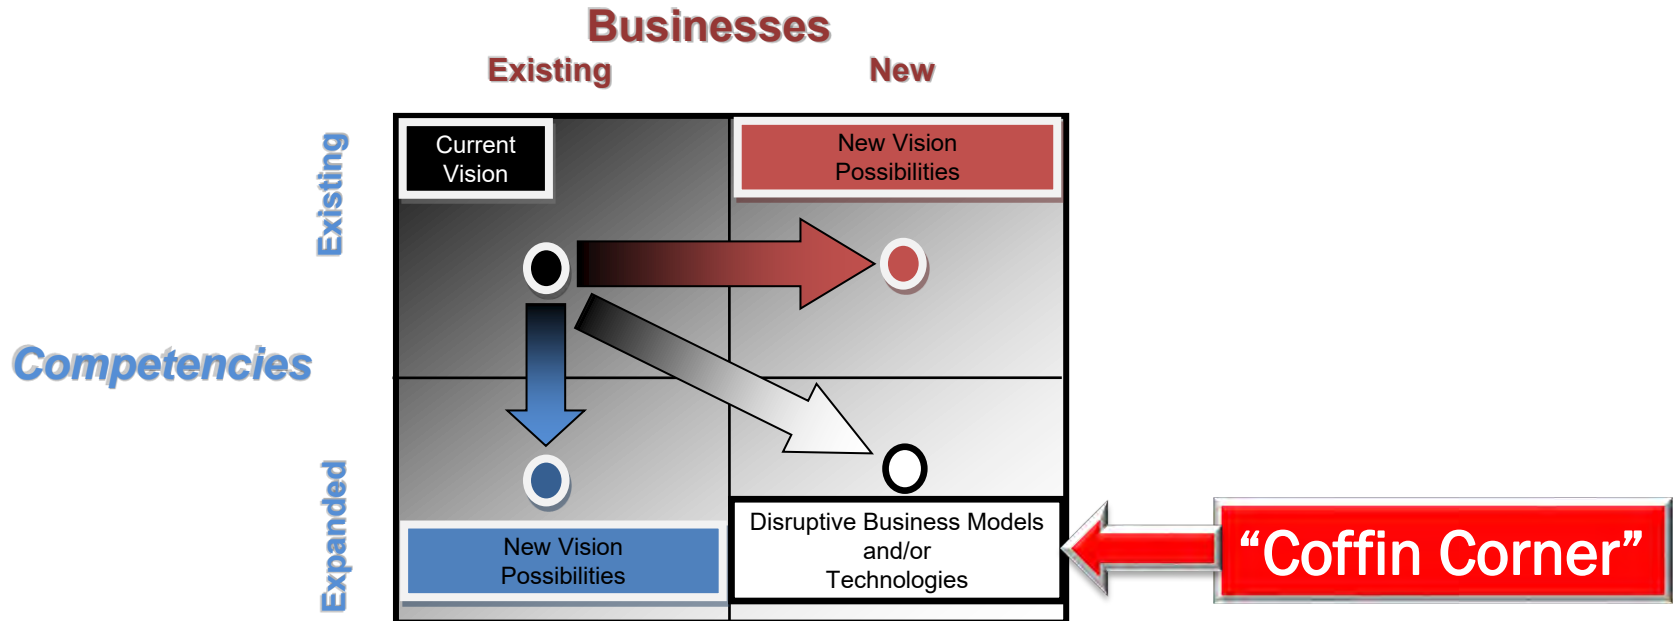 Businesses
Existing
New
Existing
Current
Vision
New Vision
Possibilities
Competencies
Expanded
New Vision
Possibilities
Disruptive Business Models
and/or
Technologies
“Coffin Corner”